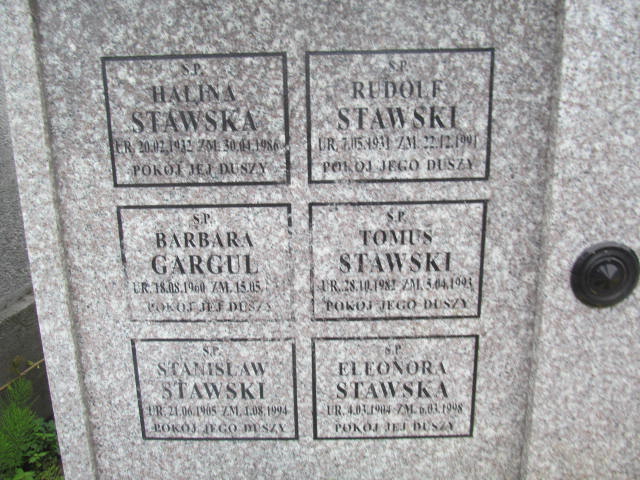 S.P.
HALINA
STAWSKA
UR. 20.02.1932 ZM. 30.04.1986
POKÓJ JEJ DUSZY
S.P.
RUDOLF
STAWSKI
UR. 7.05.1931 ZM. 22.12.1991
POKÓJ JEGO DUSZY
S.P.
BARBARA
GARGUL
UR. 18.08.1960 ZM. 15.05.
POKÓJ JEJ DUSZY
S.P.
TOMUS
STAWSKI
UR. 28.10.1982 ZM. 5.04.1993
POKÓJ JEGO DUSZY
S.P.
STANISŁAW
STAWSKI
UR. 21.06.1905 ZM. 1.08.1994
POKÓJ JEGO DUSZY
S.P.
ELEONORA
STAWSKA
UR. 4.03.1904 ZM. 6.03.1998
POKÓJ JEJ DUSZY